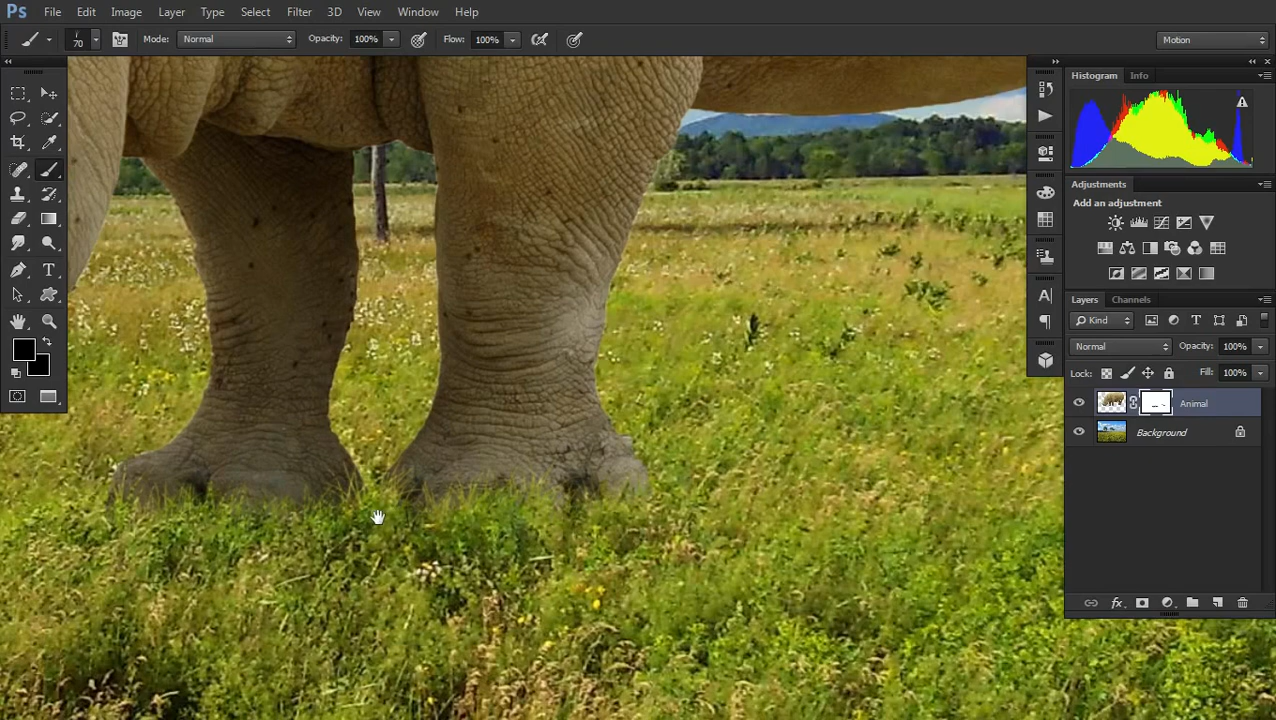 Ps File Edit Image Layer Type Select Filter 3D View Window Help
70 Mode: Normal Opacity: 100% Flow: 100% Motion
Histogram Info
Adjustments
Add an adjustment
Layers Channels
Kind
Normal Opacity: 100%
Lock: Fill: 100%
Animal
Background
fx